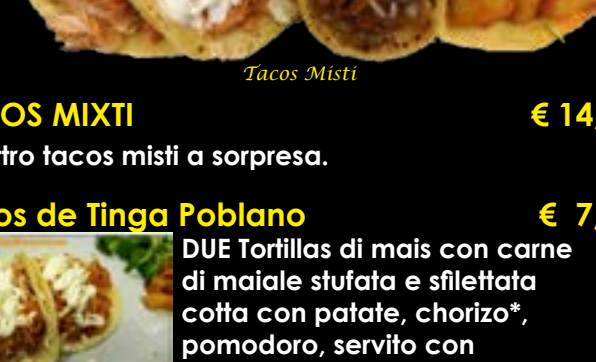 Tacos Misti
OS MIXTI € 14,
tro tacos misti a sorpresa.
os de Tinga Poblano € 7,
DUE Tortillas di mais con carne
di maiale stufata e sfilettata
cotta con patate, chorizo*,
pomodoro, servito con